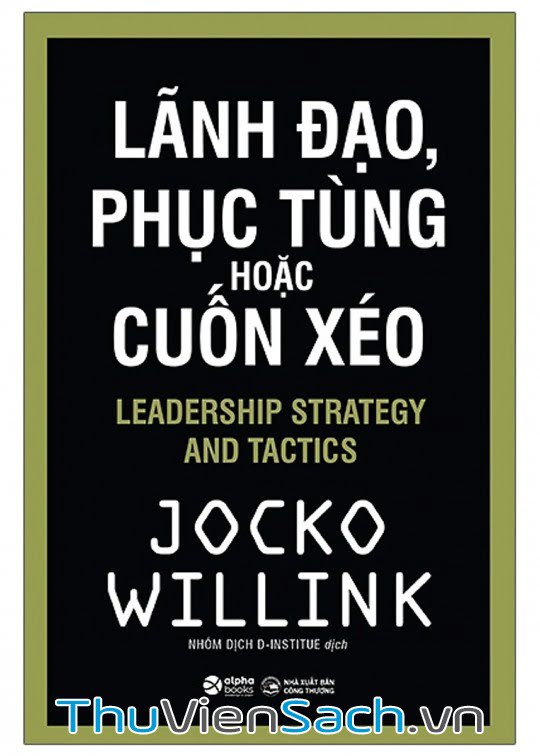 LÃNH ĐẠO,
PHỤC TÙNG
HOẶC
CUỐN XÉO
LEADERSHIP STRATEGY
AND TACTICS
JOCKO
WILLINK
NHÓM DỊCH D-INSTITUE dịch
alpha books
NHÀ XUẤT BẢN
CÔNG THƯƠNG
ThuVienSach.vn